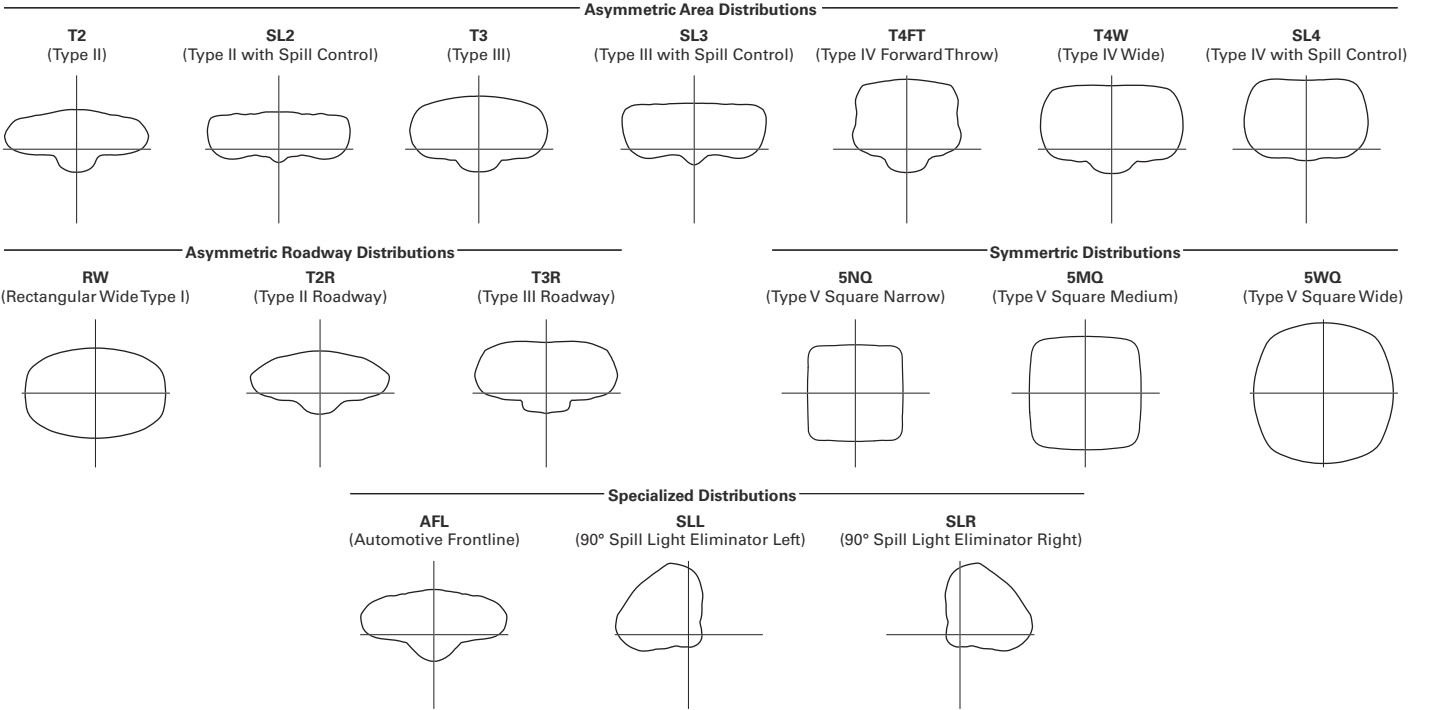 Asymmetric Area Distributions
T2
(Type II)
SL2
(Type II with Spill Control)
T3
(Type III)
SL3
(Type III with Spill Control)
T4FT
(Type IV Forward Throw)
T4W
(Type IV Wide)
SL4
(Type IV with Spill Control)
Asymmetric Roadway Distributions
RW
(Rectangular Wide Type I)
T2R
(Type II Roadway)
T3R
(Type III Roadway)
Symmertric Distributions
5NQ
(Type V Square Narrow)
5MQ
(Type V Square Medium)
5WQ
(Type V Square Wide)
Specialized Distributions
AFL
(Automotive Frontline)
SLL
(90° Spill Light Eliminator Left)
SLR
(90° Spill Light Eliminator Right)